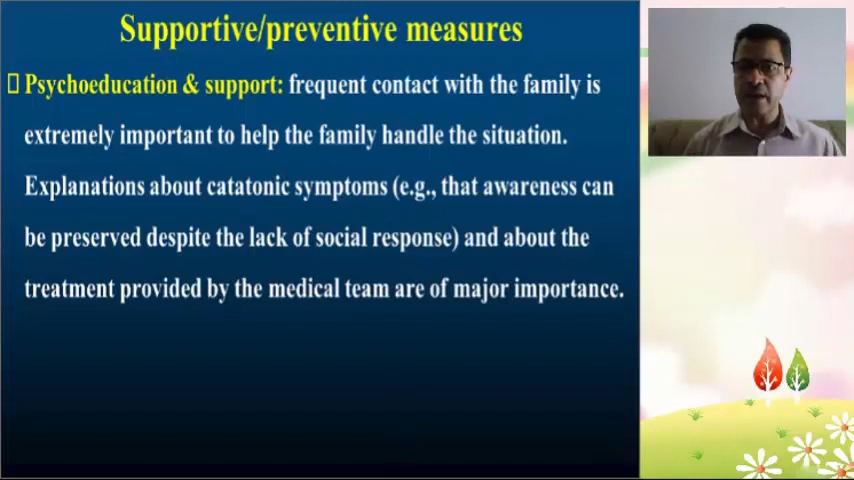 Supportive/preventive measures
Psychoeducation & support: frequent contact with the family is
extremely important to help the family handle the situation.
Explanations about catatonic symptoms (e.g., that awareness can
be preserved despite the lack of social response) and about the
treatment provided by the medical team are of major importance.